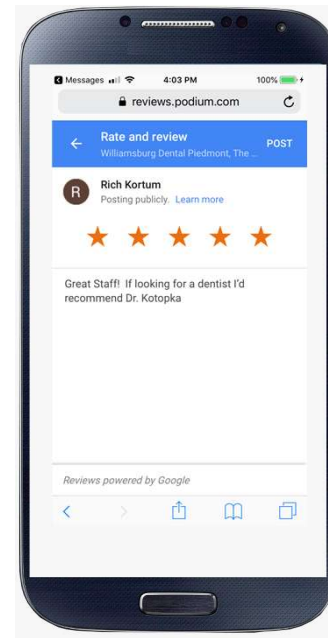 Messages 4:03 PM 100%
reviews.podium.com
Rate and review
POST
Williamsburg Dental Piedmont, The ...
R
Rich Kortum
Posting publicly. Learn more
Great Staff! If looking for a dentist I'd
recommend Dr. Kotopka
Reviews powered by Google